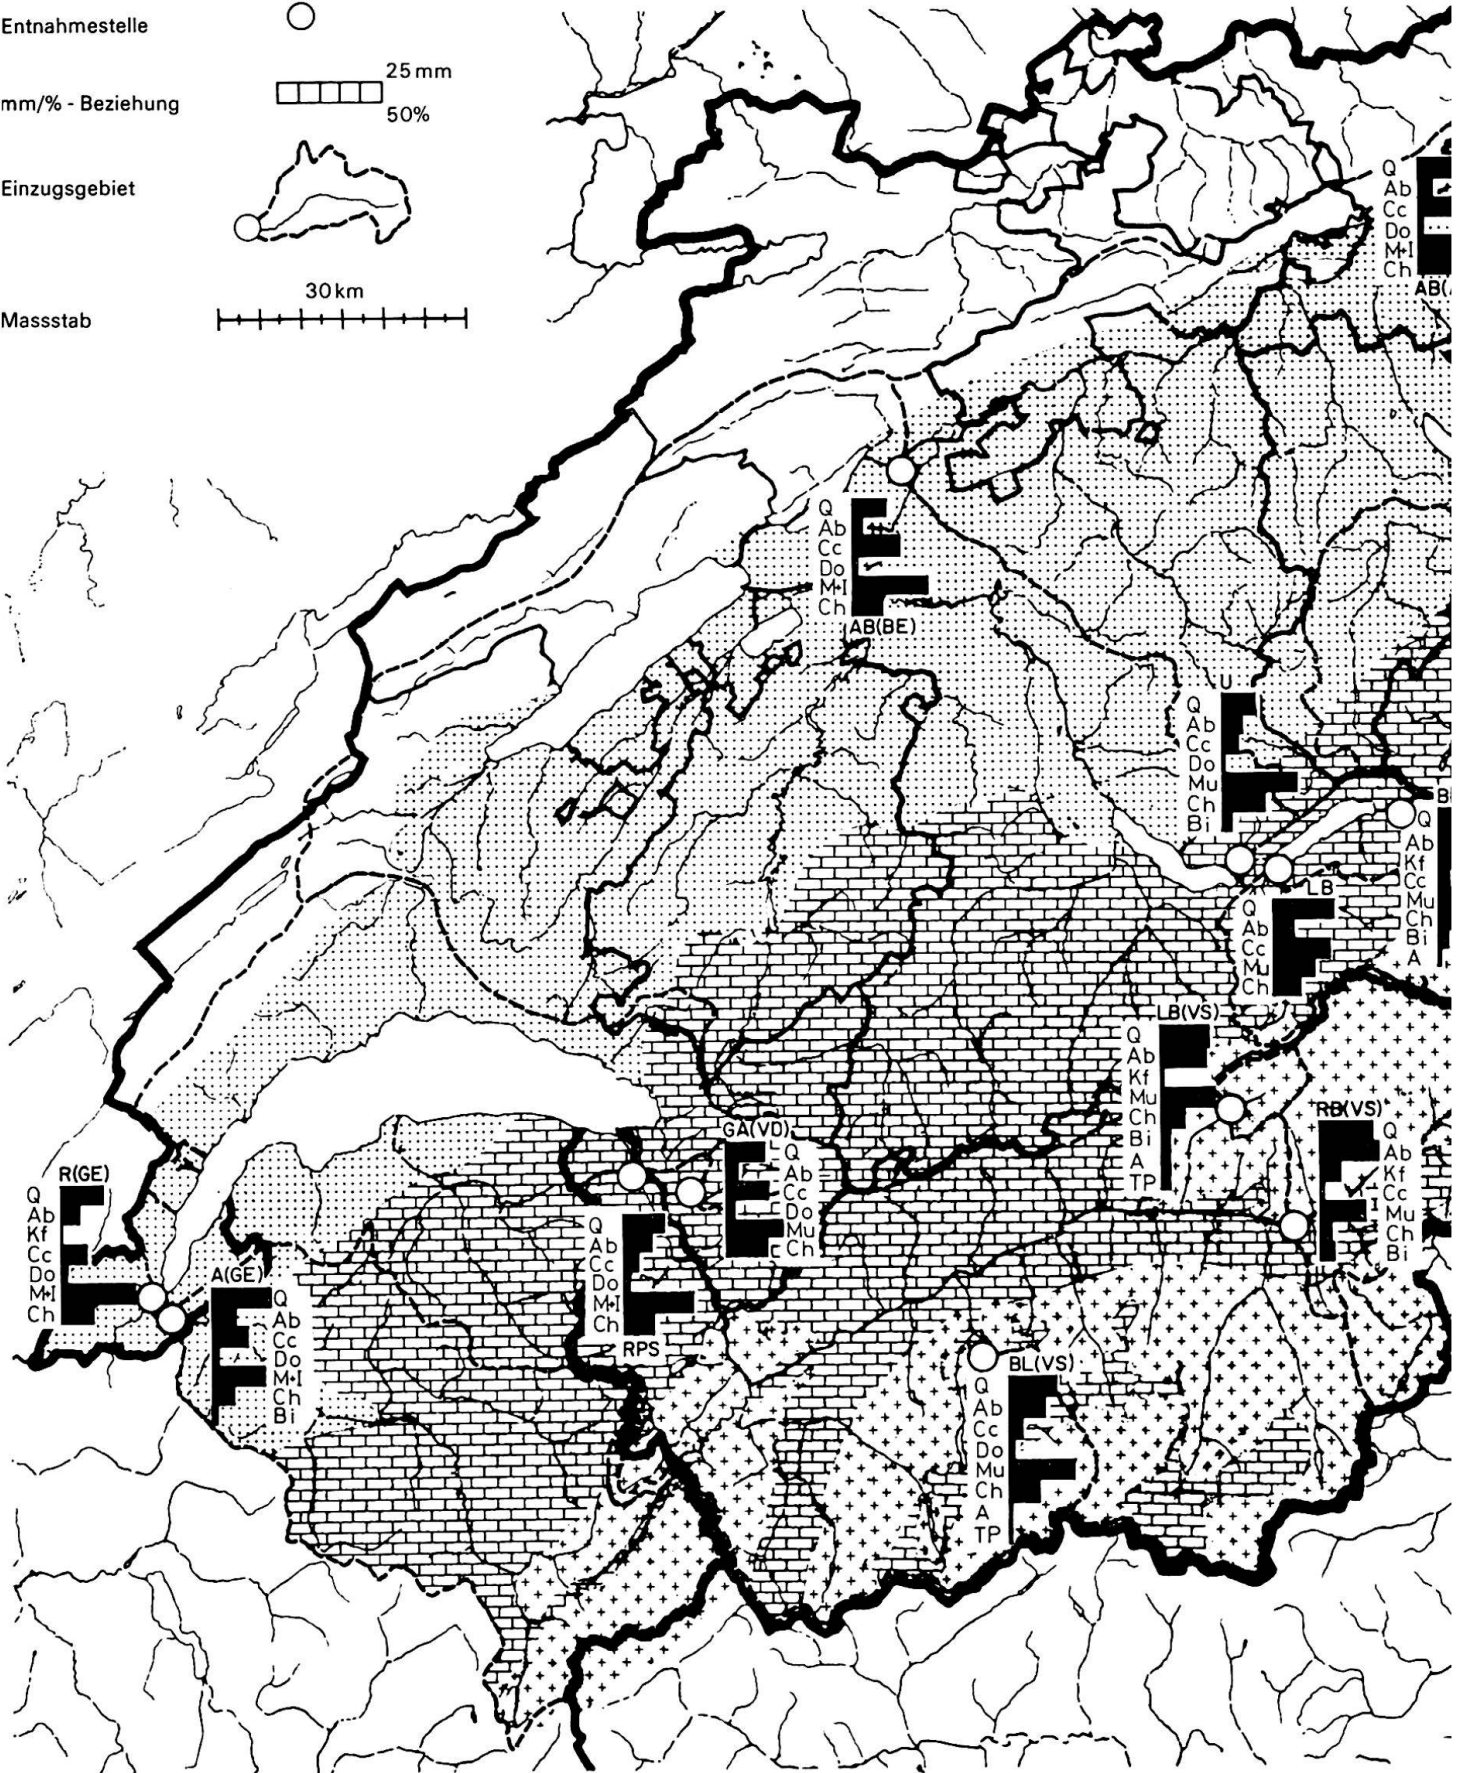 Entnahmestelle
25 mm
mm/% - Beziehung
50%
Einzugsgebiet
30 km
Massstab
Q
Ab
Cc
Do
M+I
Ch
AB(
Q
Ab
Cc
Do
M+I
Ch
AB(BE)
U
Q
Ab
Cc
Do
Mu
Ch
Bi
B
Q
Ab
Kf
Cc
Mu
Ch
Bi
A
LB
Q
Ab
Cc
Mu
Ch
LB(VS)
Q
Ab
Kf
Mu
Ch
Bi
A
TP
RB(VS)
Q
Ab
Kf
Cc
Mu
Ch
Bi
GA(VD)
Q
Ab
Cc
Do
Mu
Ch
R(GE)
Q
Ab
Kf
Cc
Do
M+I
Ch
A(GE)
Q
Ab
Cc
Do
M+I
Ch
Bi
Q
Ab
Cc
Do
M+I
Ch
RPS
BL(VS)
Q
Ab
Cc
Do
Mu
Ch
A
TP